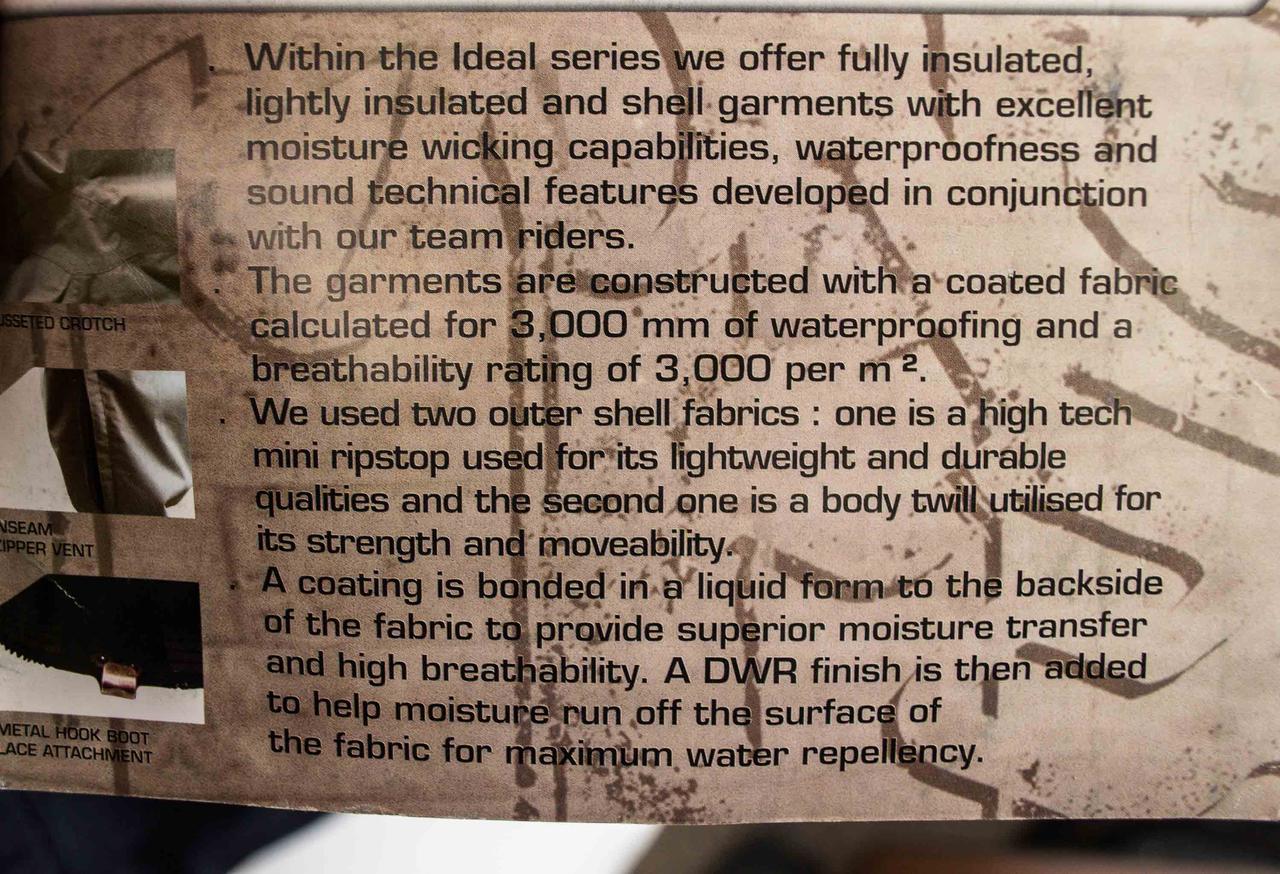 . Within the Ideal series we offer fully insulated,
lightly insulated and shell garments with excellent
moisture wicking capabilities, waterproofness and
sound technical features developed in conjunction
with our team riders.
. The garments are constructed with a coated fabric
calculated for 3,000 mm of waterproofing and a
breathability rating of 3,000 per m ².
. We used two outer shell fabrics : one is a high tech
mini ripstop used for its lightweight and durable
qualities and the second one is a body twill utilised for
its strength and moveability.
. A coating is bonded in a liquid form to the backside
of the fabric to provide superior moisture transfer
and high breathability. A DWR finish is then added
to help moisture run off the surface of
the fabric for maximum water repellency.
USSETED CROTCH
NSEAM
IPPER VENT
METAL HOOK BOOT
LACE ATTACHMENT